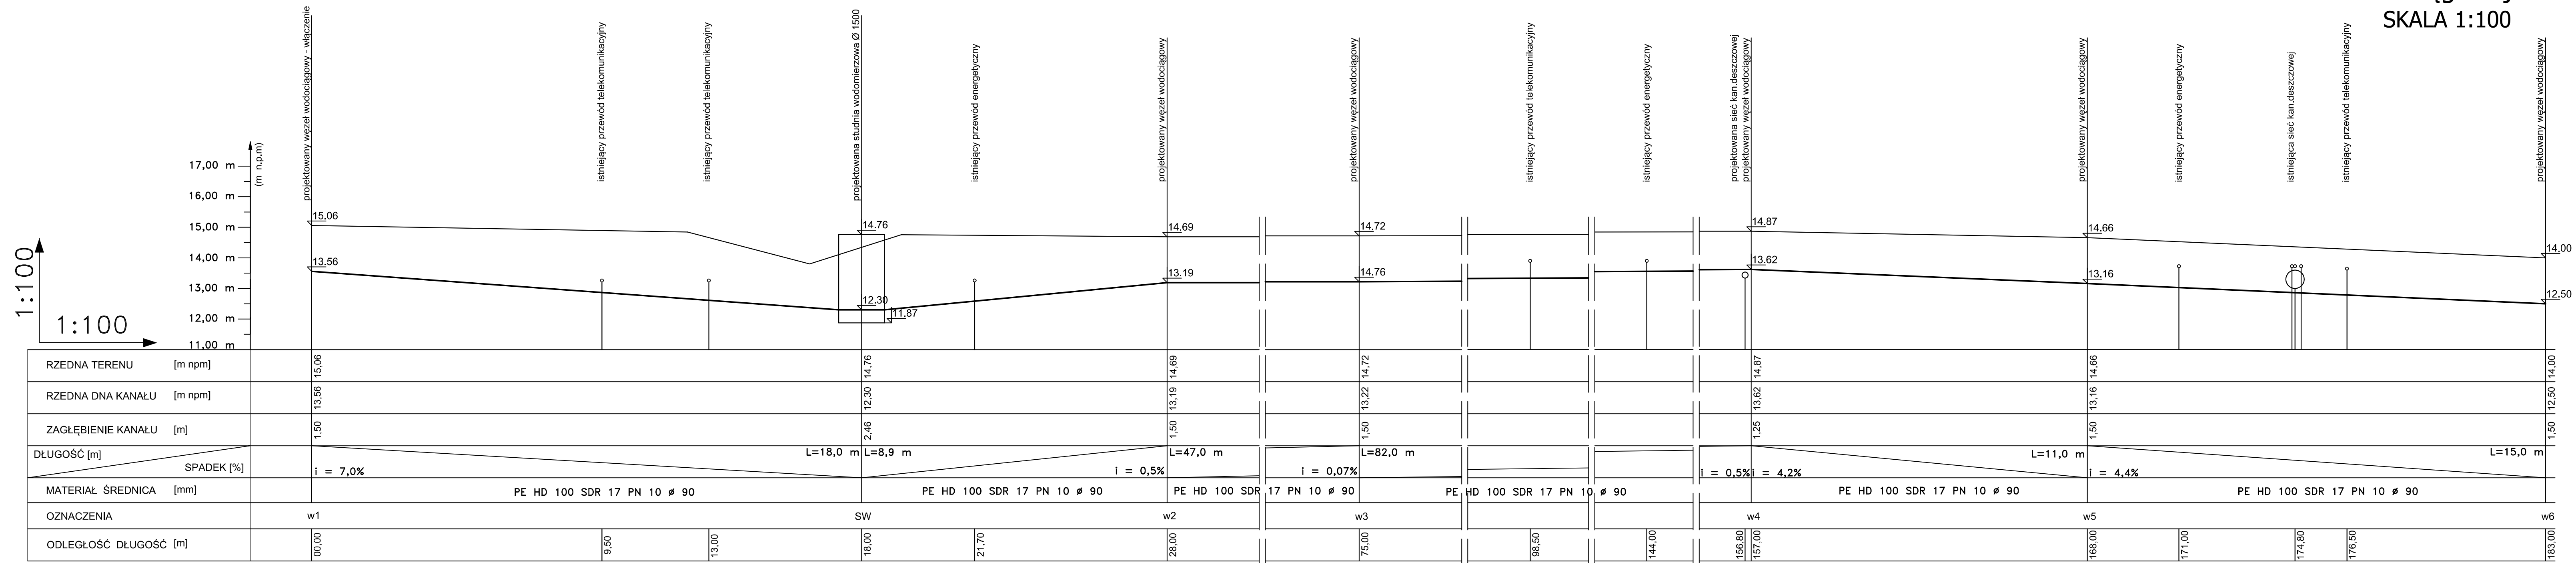 SKALA 1:100
projektowany węzeł wodociągowy - włączenie
istniejący przewód telekomunikacyjny
istniejący przewód telekomunikacyjny
projektowana studnia wodomierzowa Ø 1500
istniejący przewód energetyczny
projektowany węzeł wodociągowy
projektowany węzeł wodociągowy
istniejący przewód telekomunikacyjny
istniejący przewód energetyczny
projektowana sieć kan.deszczowej
projektowany węzeł wodociągowy
projektowany węzeł wodociągowy
istniejący przewód energetyczny
istniejąca sieć kan.deszczowej
istniejący przewód telekomunikacyjny
projektowany węzeł wodociągowy
(m n.p.m)
17,00 m
16,00 m
15,00 m
14,00 m
13,00 m
12,00 m
11,00 m
1:100
1:100
15,06
14.76
14.69
14.72
14.87
14.66
14.00
13.56
12.30
11.87
13.19
14.76
13.62
13.16
12.50
RZEDNA TERENU [m npm] 15,06 14,76 14,69 14,72 14,87 14,66 14,00
RZEDNA DNA KANAŁU [m npm] 13,56 12,30 13,19 13,22 13,62 13,16 12,50
ZAGŁĘBIENIE KANAŁU [m] 1,50 2,46 1,50 1,50 1,25 1,50 1,50
DŁUGOŚĆ [m] L=18,0 m L=8,9 m L=47,0 m L=82,0 m L=11,0 m L=15,0 m
SPADEK [%] i = 7,0% i = 0,5% i = 0,07% i = 0,5% i = 4,2% i = 4,4%
MATERIAŁ ŚREDNICA [mm] PE HD 100 SDR 17 PN 10 ø 90 PE HD 100 SDR 17 PN 10 ø 90 PE HD 100 SDR 17 PN 10 ø 90 PE HD 100 SDR 17 PN 10 ø 90 PE HD 100 SDR 17 PN 10 ø 90 PE HD 100 SDR 17 PN 10 ø 90
OZNACZENIA w1 SW w2 w3 w4 w5 w6
ODLEGŁOŚĆ DŁUGOŚĆ [m] 00,00 9,50 13,00 18,00 21,70 28,00 75,00 98,50 144,00 156,80 157,00 168,00 171,00 174,80 176,50 183,00